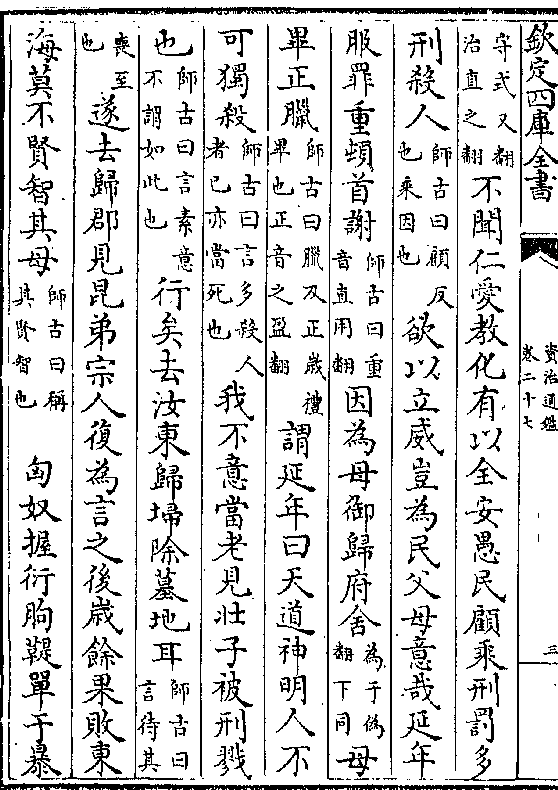 欽定四庫全書
資治通鑑
卷二十七
三
守式又翻治直之翻不聞仁愛教化有以全安愚民顧乘刑罰多
刑殺人師古曰顧反也乘因也欲以立威豈為民父母意哉延年
服罪重頓首謝師古曰重音直用翻因為母御歸府舍為于偽翻下同母
畢正臘師古曰臘及正歲禮畢也正音之盈翻謂延年曰天道神明人不
可獨殺師古曰言多殺人者己亦當死也我不意當老見壯子被刑戮
也師古曰言素意不謂如此也行矣去汝東歸埽除墓地耳師古曰言待其
喪至也遂去歸郡見昆弟宗人復為言之後歲餘果敗東
海莫不賢智其母師古曰稱其賢智也匈奴握衍朐鞮單于暴